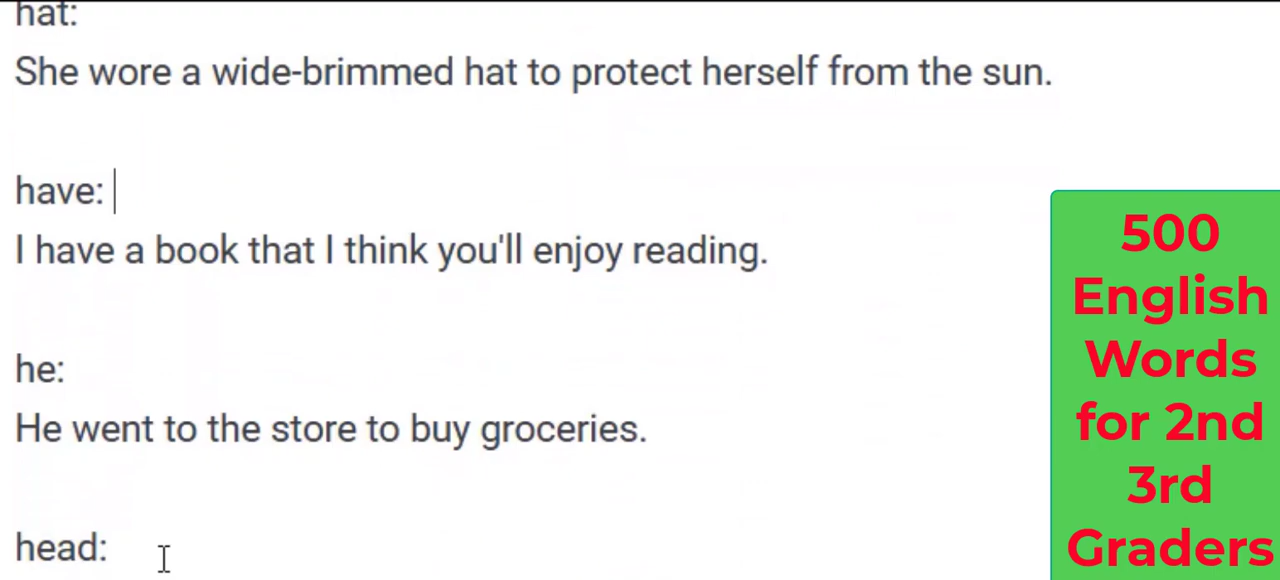 hat:
She wore a wide-brimmed hat to protect herself from the sun.
have:
I have a book that I think you'll enjoy reading.
he:
He went to the store to buy groceries.
head:
500
English
Words
for 2nd
3rd
Graders